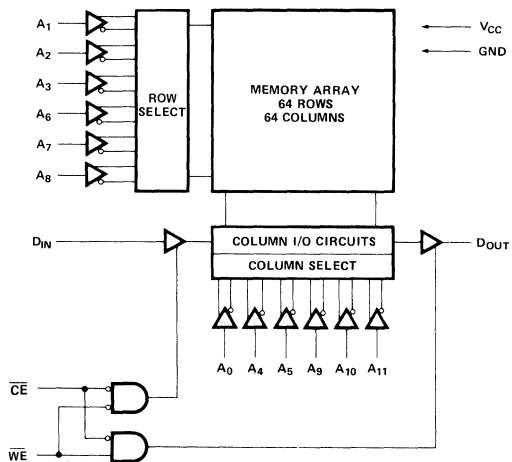 A1
A2
A3
A6
A7
A8
ROW
SELECT
MEMORY ARRAY
64 ROWS
64 COLUMNS
VCC
GND
DIN
COLUMN I/O CIRCUITS
COLUMN SELECT
DOUT
A0 A4 A5 A9 A10 A11
CE
WE